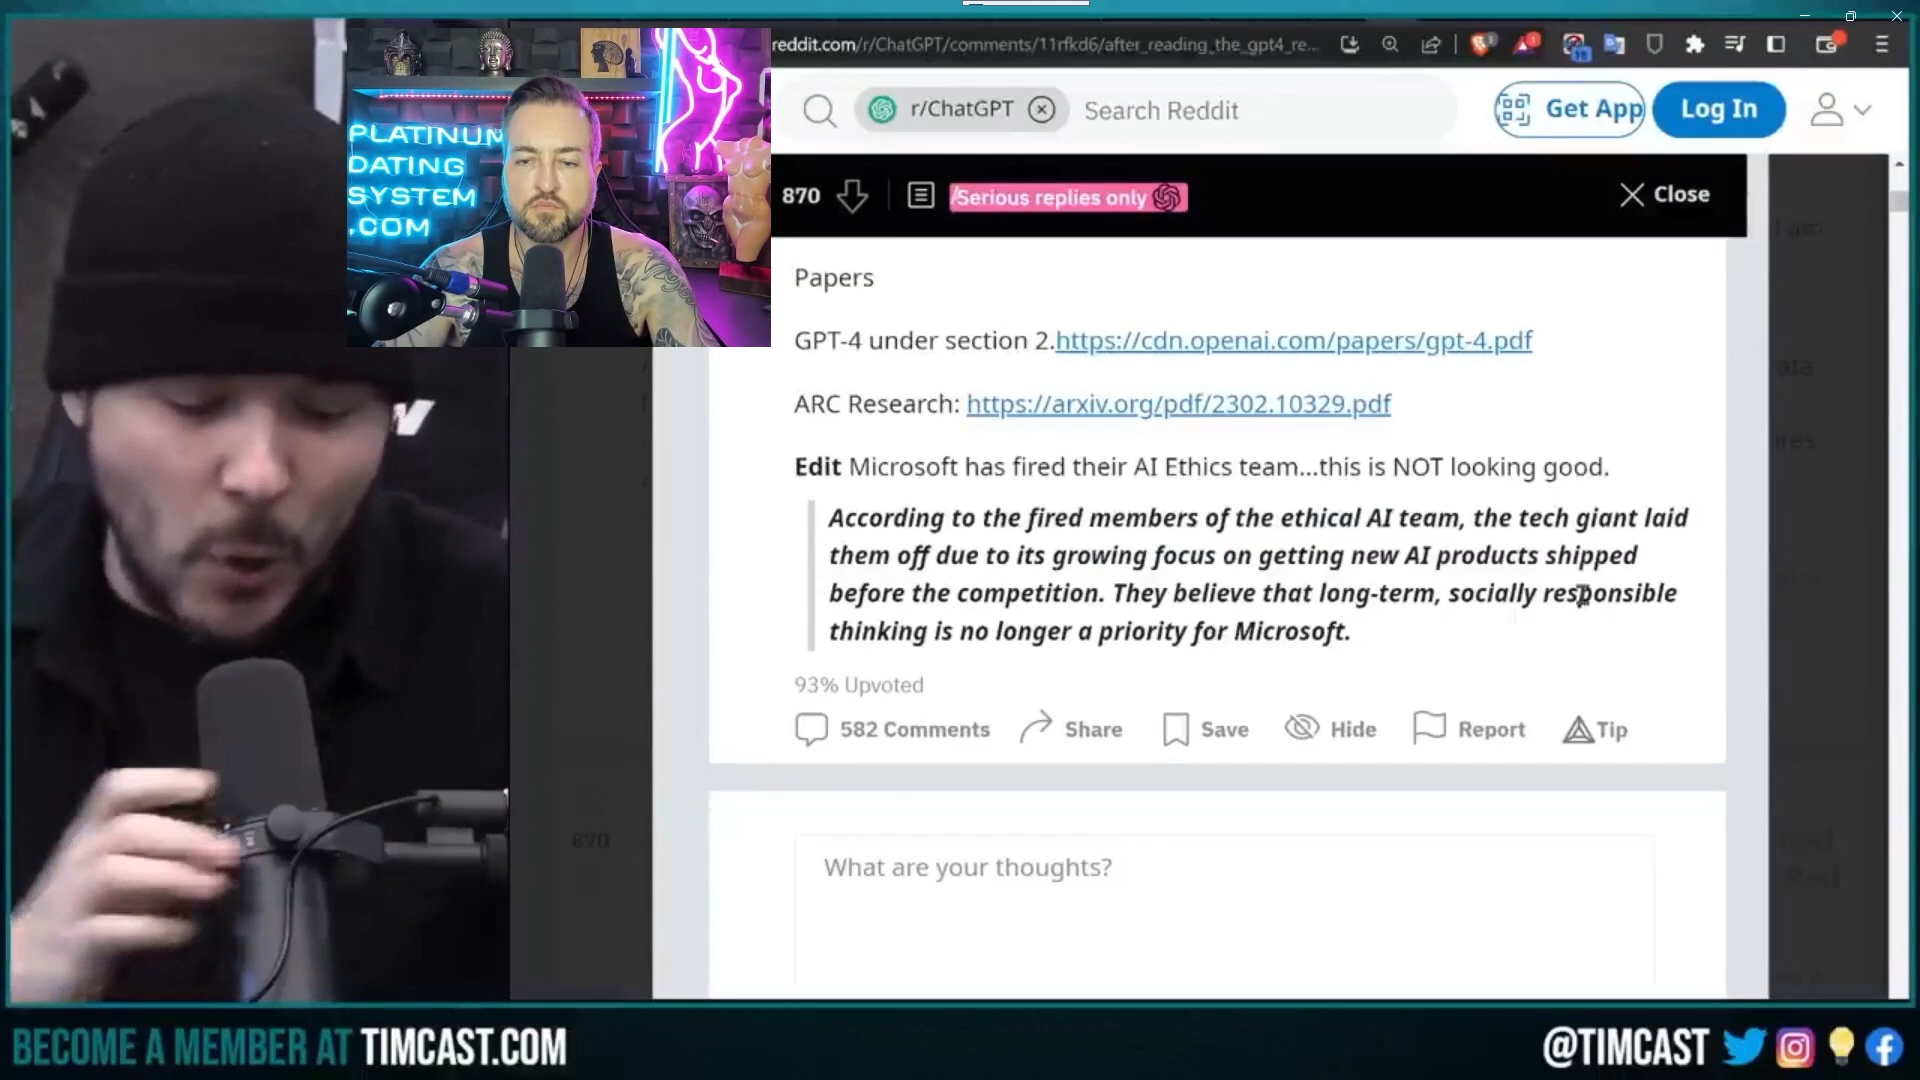 PLATINUM
DATING
SYSTEM
.COM
reddit.com/r/ChatGPT/comments/11rfkd6/after_reading_the_gpt4_re...
r/ChatGPT
Search Reddit
Get App
Log In
870
/Serious replies only
Close
Papers
GPT-4 under section 2.https://cdn.openai.com/papers/gpt-4.pdf
ARC Research: https://arxiv.org/pdf/2302.10329.pdf
Edit Microsoft has fired their AI Ethics team...this is NOT looking good.
According to the fired members of the ethical AI team, the tech giant laid
them off due to its growing focus on getting new AI products shipped
before the competition. They believe that long-term, socially responsible
thinking is no longer a priority for Microsoft.
93% Upvoted
582 Comments
Share
Save
Hide
Report
Tip
870
What are your thoughts?
BECOME A MEMBER AT TIMCAST.COM
@TIMCAST